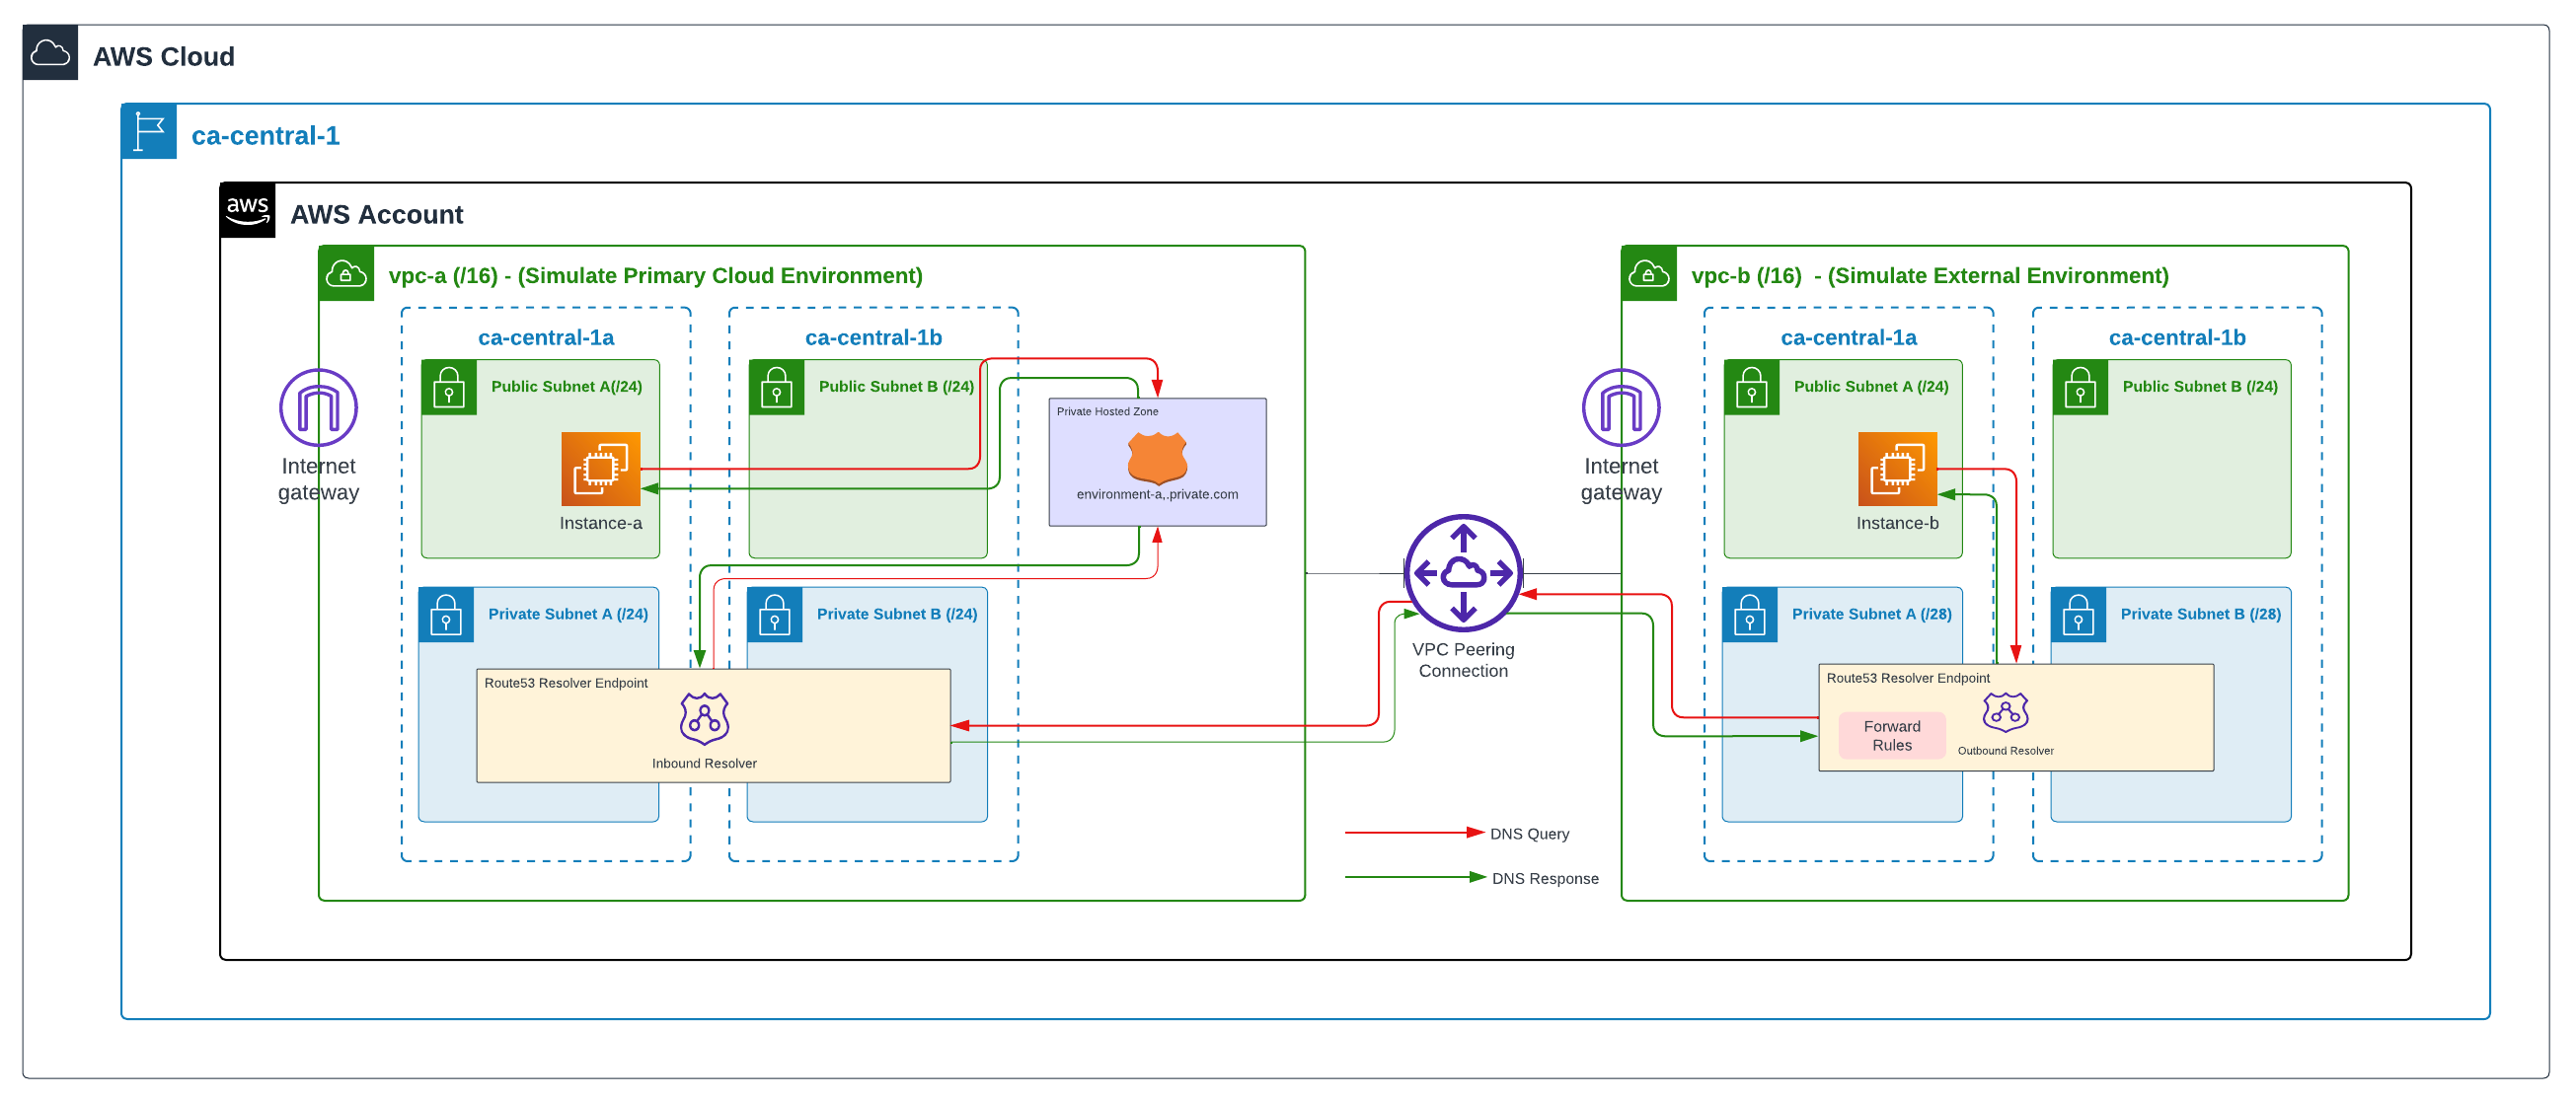 AWS Cloud
ca-central-1
aws
AWS Account
vpc-a (/16) - (Simulate Primary Cloud Environment)
ca-central-1a
ca-central-1b
Public Subnet A(/24)
Public Subnet B (/24)
Private Hosted Zone
environment-a,.private.com
Internet
gateway
Instance-a
Private Subnet A (/24)
Private Subnet B (/24)
Route53 Resolver Endpoint
Inbound Resolver
VPC Peering
Connection
DNS Query
DNS Response
vpc-b (/16)  - (Simulate External Environment)
ca-central-1a
ca-central-1b
Public Subnet A (/24)
Public Subnet B (/24)
Internet
gateway
Instance-b
Private Subnet A (/28)
Private Subnet B (/28)
Route53 Resolver Endpoint
Forward
Rules
Outbound Resolver